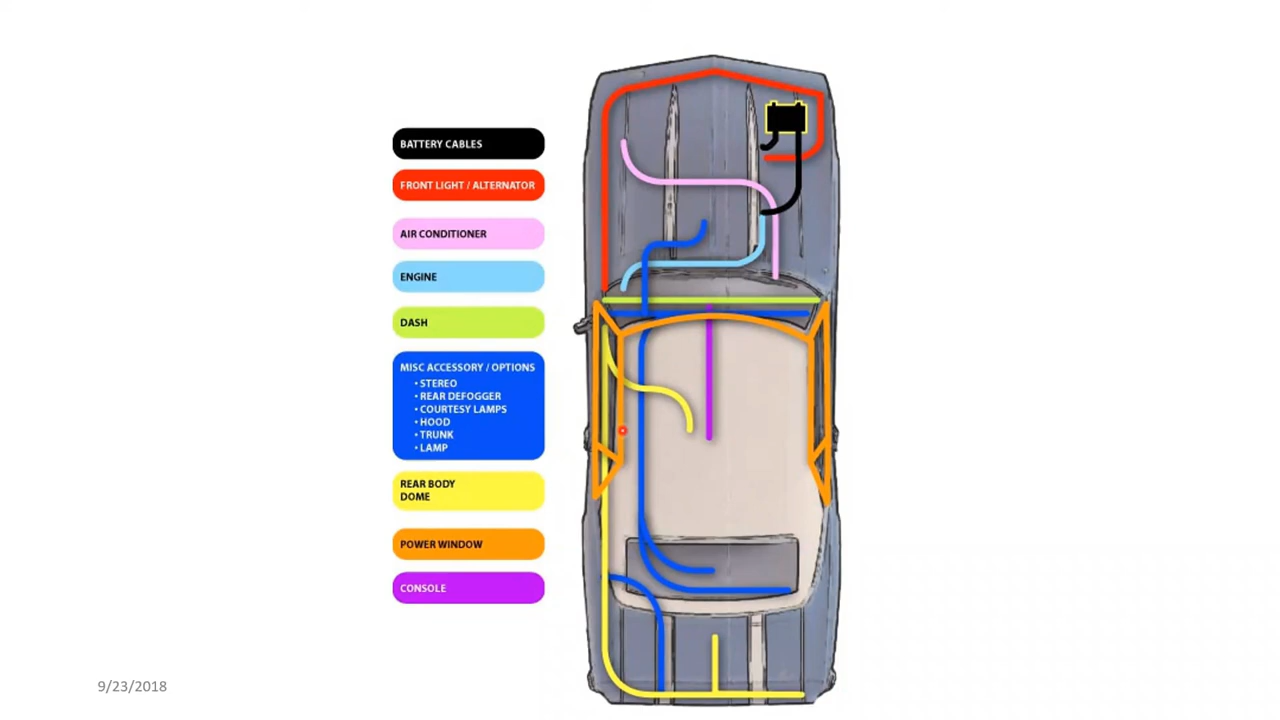 BATTERY CABLES
FRONT LIGHT / ALTERNATOR
AIR CONDITIONER
ENGINE
DASH
MISC ACCESSORY / OPTIONS
• STEREO
• REAR DEFOGGER
• COURTESY LAMPS
• HOOD
• TRUNK
• LAMP
REAR BODY
DOME
POWER WINDOW
CONSOLE
9/23/2018